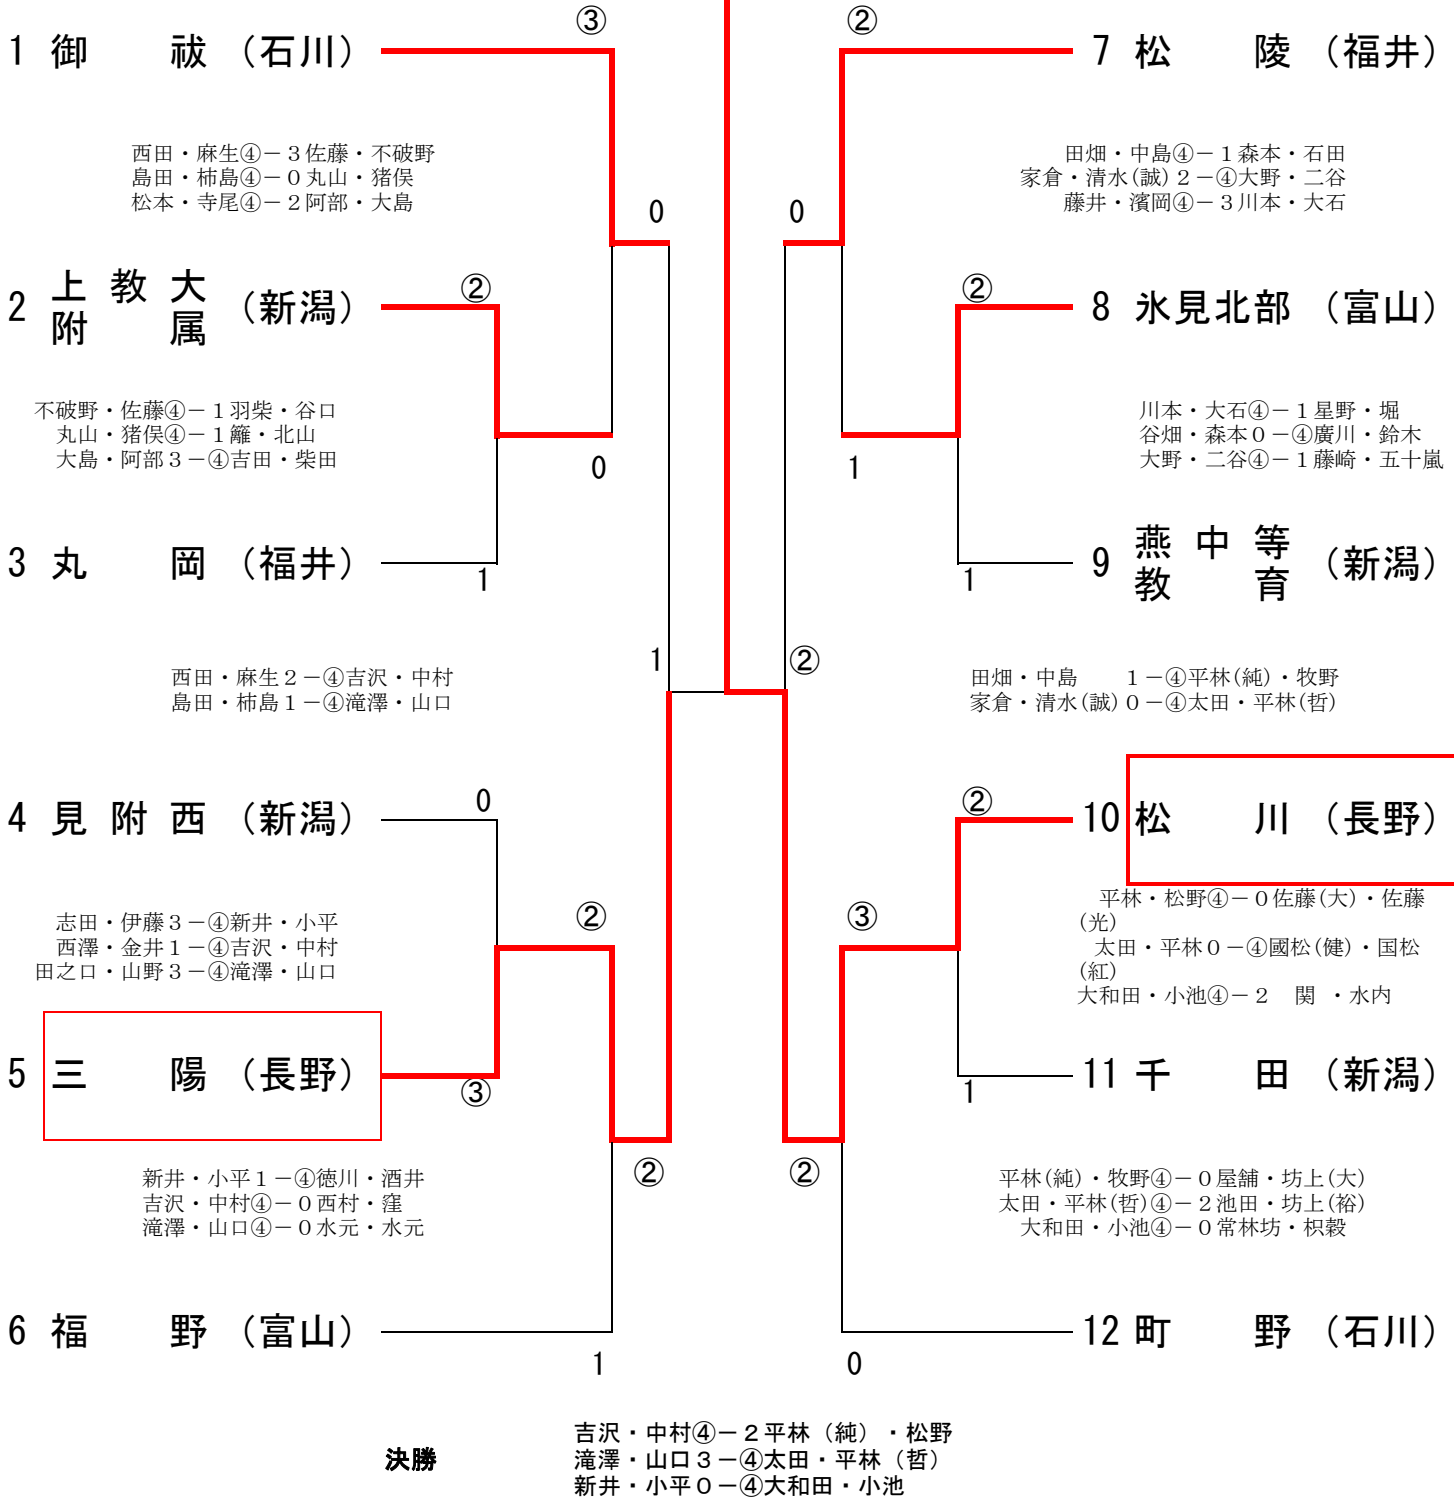 ③
1 御 祓 (石川)
西田・麻生④－３佐藤・不破野
島田・柿島④－０丸山・猪俣
松本・寺尾④－２阿部・大島
0
2 上教大附属 (新潟)
②
不破野・佐藤④－１羽柴・谷口
丸山・猪俣④－１籬・北山
大島・阿部３－④吉田・柴田
0
3 丸 岡 (福井)
1
西田・麻生２－④吉沢・中村
島田・柿島１－④滝澤・山口
1
4 見附西 (新潟)
0
志田・伊藤３－④新井・小平
西澤・金井１－④吉沢・中村
田之口・山野３－④滝澤・山口
②
5 三 陽 (長野)
③
新井・小平１－④徳川・酒井
吉沢・中村④－０西村・窪
滝澤・山口④－０水元・水元
②
6 福 野 (富山)
1
②
7 松 陵 (福井)
田畑・中島④－１森本・石田
家倉・清水(誠)２－④大野・二谷
藤井・濱岡④－３川本・大石
0
②
8 氷見北部 (富山)
川本・大石④－１星野・堀
谷畑・森本０－④廣川・鈴木
大野・二谷④－１藤崎・五十嵐
1
9 燕中等教育 (新潟)
1
②
田畑・中島　１－④平林(純)・牧野
家倉・清水(誠)０－④太田・平林(哲)
②
10 松 川 (長野)
平林・松野④－０佐藤(大)・佐藤
(光)
太田・平林０－④國松(健)・国松
(紅)
大和田・小池④－２　関　・水内
③
11 千 田 (新潟)
1
②
平林(純)・牧野④－０屋舗・坊上(大)
太田・平林(哲)④－２池田・坊上(裕)
大和田・小池④－０常林坊・枳穀
12 町 野 (石川)
0
決勝
吉沢・中村④－２平林（純）・松野
滝澤・山口３－④太田・平林（哲）
新井・小平０－④大和田・小池